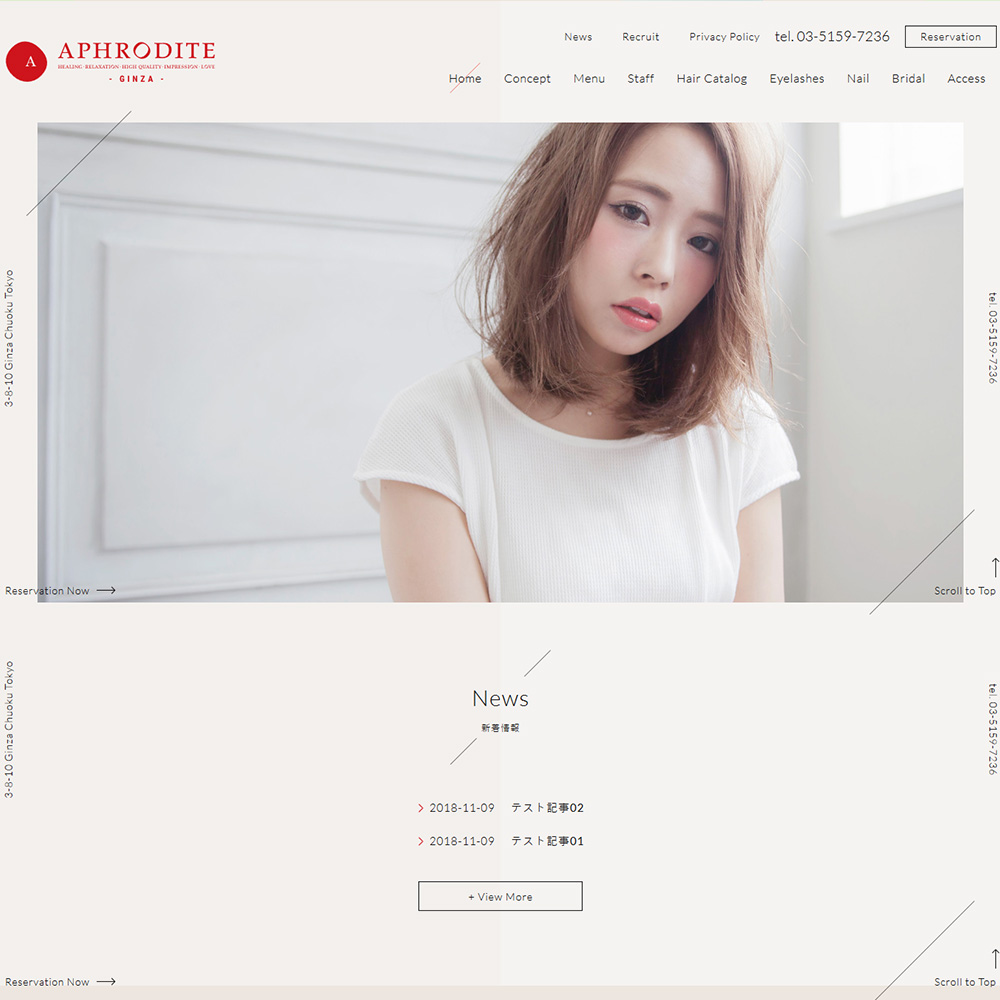 News Recruit Privacy Policy tel. 03-5159-7236 Reservation
A
APHRODITE
HEALING·RELAXATION·HIGH QUALITY·IMPRESSION·LOVE
- GINZA -
Home Concept Menu Staff Hair Catalog Eyelashes Nail Bridal Access
3-8-10 Ginza Chuoku Tokyo
tel. 03-5159-7236
Reservation Now
Scroll to Top
News
新着情報
3-8-10 Ginza Chuoku Tokyo
tel. 03-5159-7236
2018-11-09 テスト記事02
2018-11-09 テスト記事01
+ View More
Reservation Now
Scroll to Top